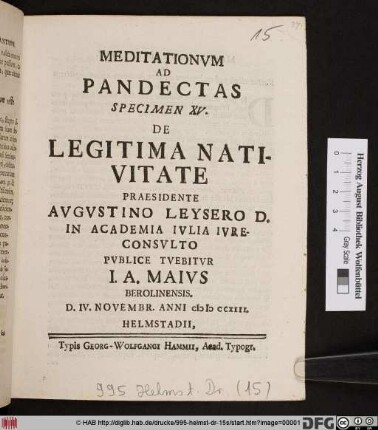 15.
MEDITATIONVM
AD
PANDECTAS
SPECIMEN XV.
DE
LEGITIMA NATI-
VITATE
PRAESIDENTE
AVGVSTINO LEYSERO D.
IN ACADEMIA IVLIA IVRE-
CONSVLTO
PVBLICE TVEBITVR
I. A. MAIVS
BEROLINENSIS.
D. IV. NOVEMBR. ANNI cIɔ Iɔ CCXIIII.
HELMSTADII,
Typis GEORG-WOLFGANGI HAMMII, Acad. Typogr.
995 Helmst. Dr. (15)
Herzog August Bibliothek Wolfenbüttel
Gray Scale
© HAB http://diglib.hab.de/drucke/995-helmst-dr-15s/start.htm?image=00001
DFG